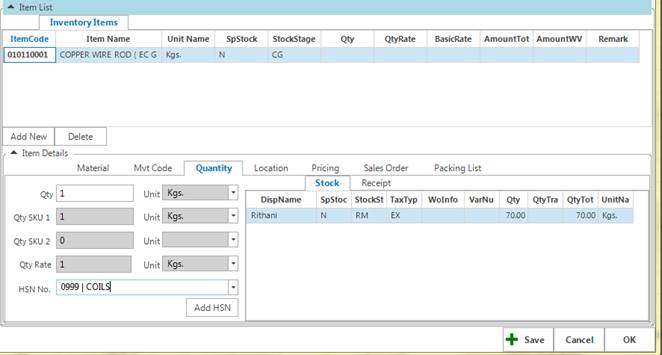 Item List
Inventory Items
ItemCode Item Name Unit Name SpStock StockStage Qty QtyRate BasicRate AmountTot AmountWV Remark
010110001 COPPER WIRE ROD ( EC G Kgs. N CG
Add New Delete
Item Details
Material Mvt Code Quantity Location Pricing Sales Order Packing List
Stock Receipt
Qty 1 Unit Kgs.
DispName SpStoc StockSt TaxTyp WoInfo VarNu Qty QtyTra QtyTot UnitNa
Rithani N RM EX 70.00 70.00 Kgs.
Qty SKU 1 1 Unit Kgs.
Qty SKU 2 0 Unit
Qty Rate 1 Unit Kgs.
HSN No. 0999 | COILS
Add HSN
Save Cancel OK